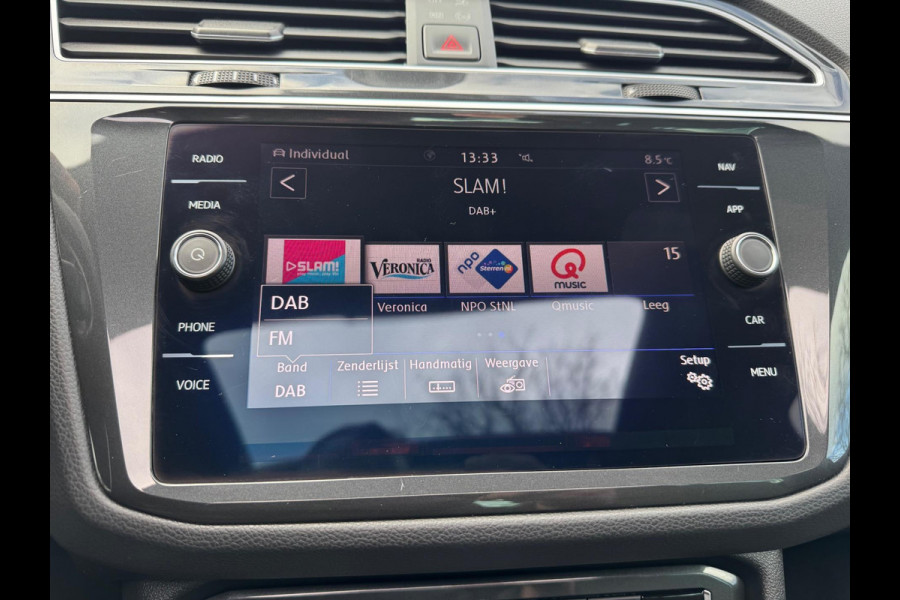 RADIO
MEDIA
PHONE
VOICE
Individual 13:33 8.5°C
SLAM!
DAB+
SLAM!
RADIO
VERONICA
npo
Sterren
Q
MUSIC
15
DAB
FM
Veronica NPO StNL Qmusic Leeg
Band Zenderlijst Handmatig Weergave Setup
DAB
NAV
APP
CAR
MENU